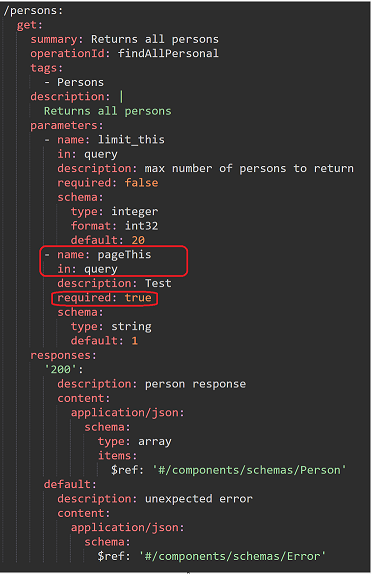 /persons:
get:
summary: Returns all persons
operationId: findAllPersonal
tags:
- Persons
description: |
Returns all persons
parameters:
- name: limit_this
in: query
description: max number of persons to return
required: false
schema:
type: integer
format: int32
default: 20
- name: pageThis
in: query
description: Test
required: true
schema:
type: string
default: 1
responses:
'200':
description: person response
content:
application/json:
schema:
type: array
items:
$ref: '#/components/schemas/Person'
default:
description: unexpected error
content:
application/json:
schema:
$ref: '#/components/schemas/Error'